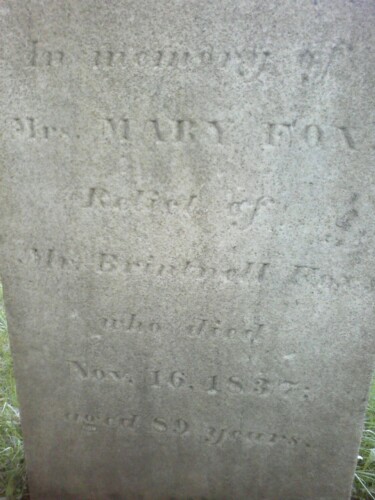 In memory of
Mrs. MARY FOX,
Relict of
Mr. Brintnell Fox
who died
Nov. 16, 1837;
aged 89 years.